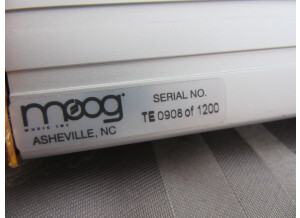 moog
MUSIC INC
ASHEVILLE, NC
SERIAL NO.
TE 0908 of 1200